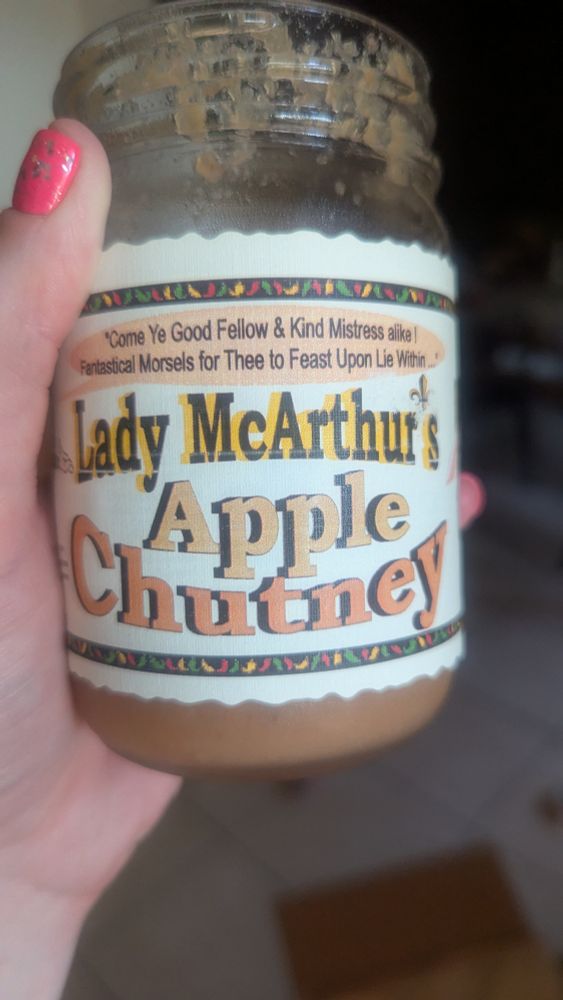 "Come Ye Good Fellow & Kind Mistress alike !
Fantastical Morsels for Thee to Feast Upon Lie Within ..."
Lady McArthur's
Apple
Chutney